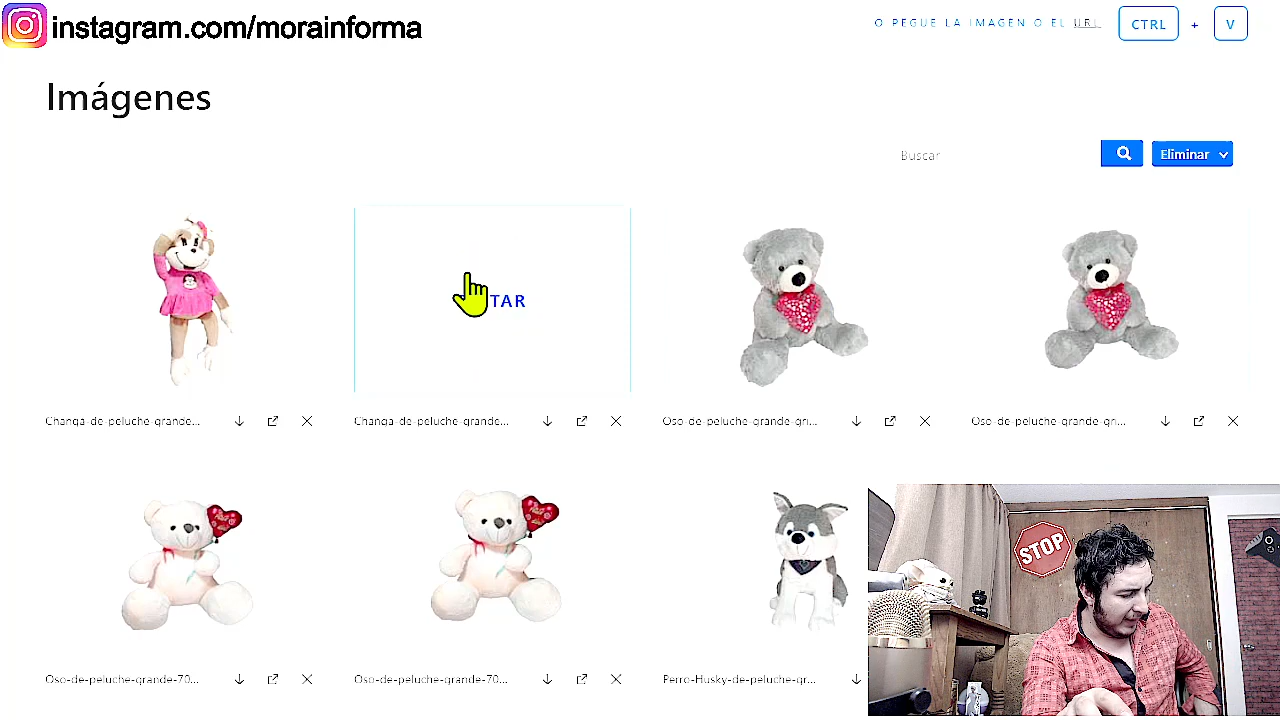 instagram.com/morainforma
O PEGUE LA IMAGEN O EL URL CTRL + V
Imágenes
Buscar Eliminar
TAR
Changa-de-peluche-grande... Changa-de-peluche-grande... Oso-de-peluche-grande-gri... Oso-de-peluche-grande-gri...
STOP
Oso-de-peluche-grande-70... Oso-de-peluche-grande-70... Perro-Husky-de-peluche-gr...